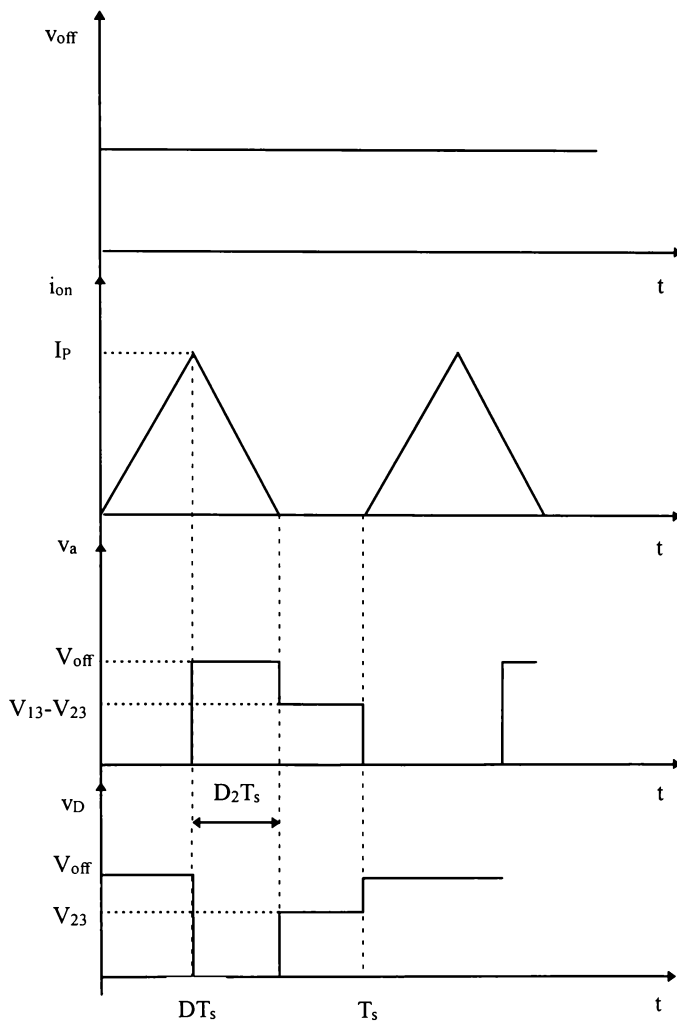 v_off
t
i_on
I_P
t
v_a
V_off
V_13-V_23
t
D_2T_s
v_D
V_off
V_23
t
DT_s
T_s